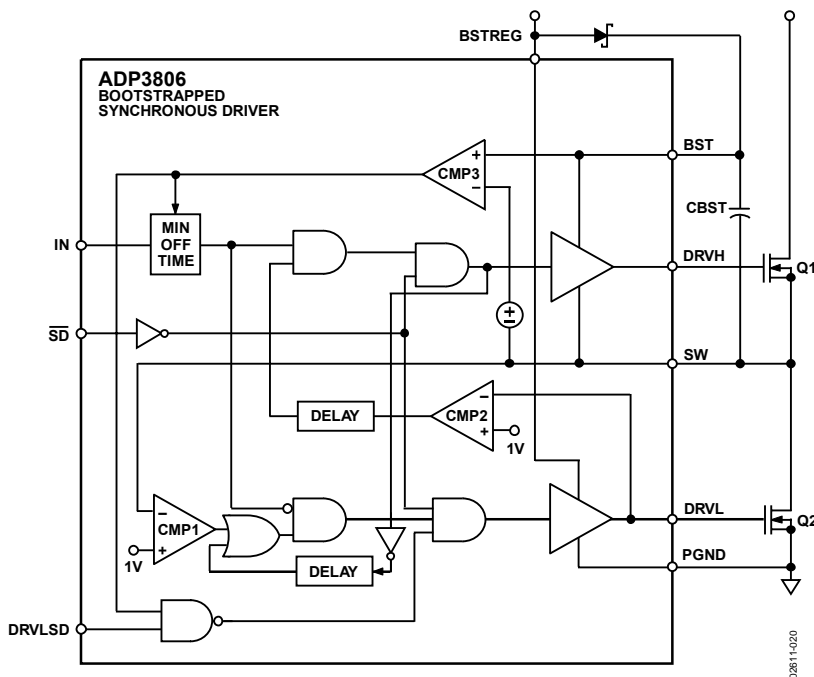 BSTREG
ADP3806
BOOTSTRAPPED
SYNCHRONOUS DRIVER
BST
+
CMP3
–
CBST
MIN
OFF
TIME
IN
DRVH
Q1
+
–
SD
SW
DELAY
–
CMP2
+
1V
–
CMP1
+
1V
DRVL
Q2
DELAY
PGND
DRVLSD
02611-020